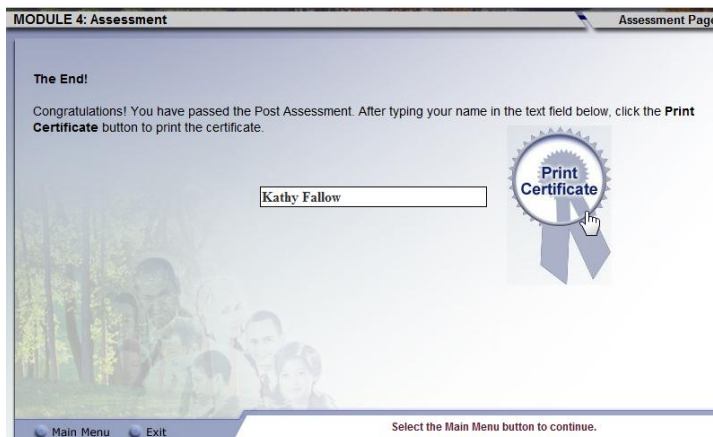 MODULE 4: Assessment
Assessment Page
The End!
Congratulations! You have passed the Post Assessment. After typing your name in the text field below, click the Print
Certificate button to print the certificate.
Print
Certificate
Kathy Fallow
Select the Main Menu button to continue.
Main Menu
Exit